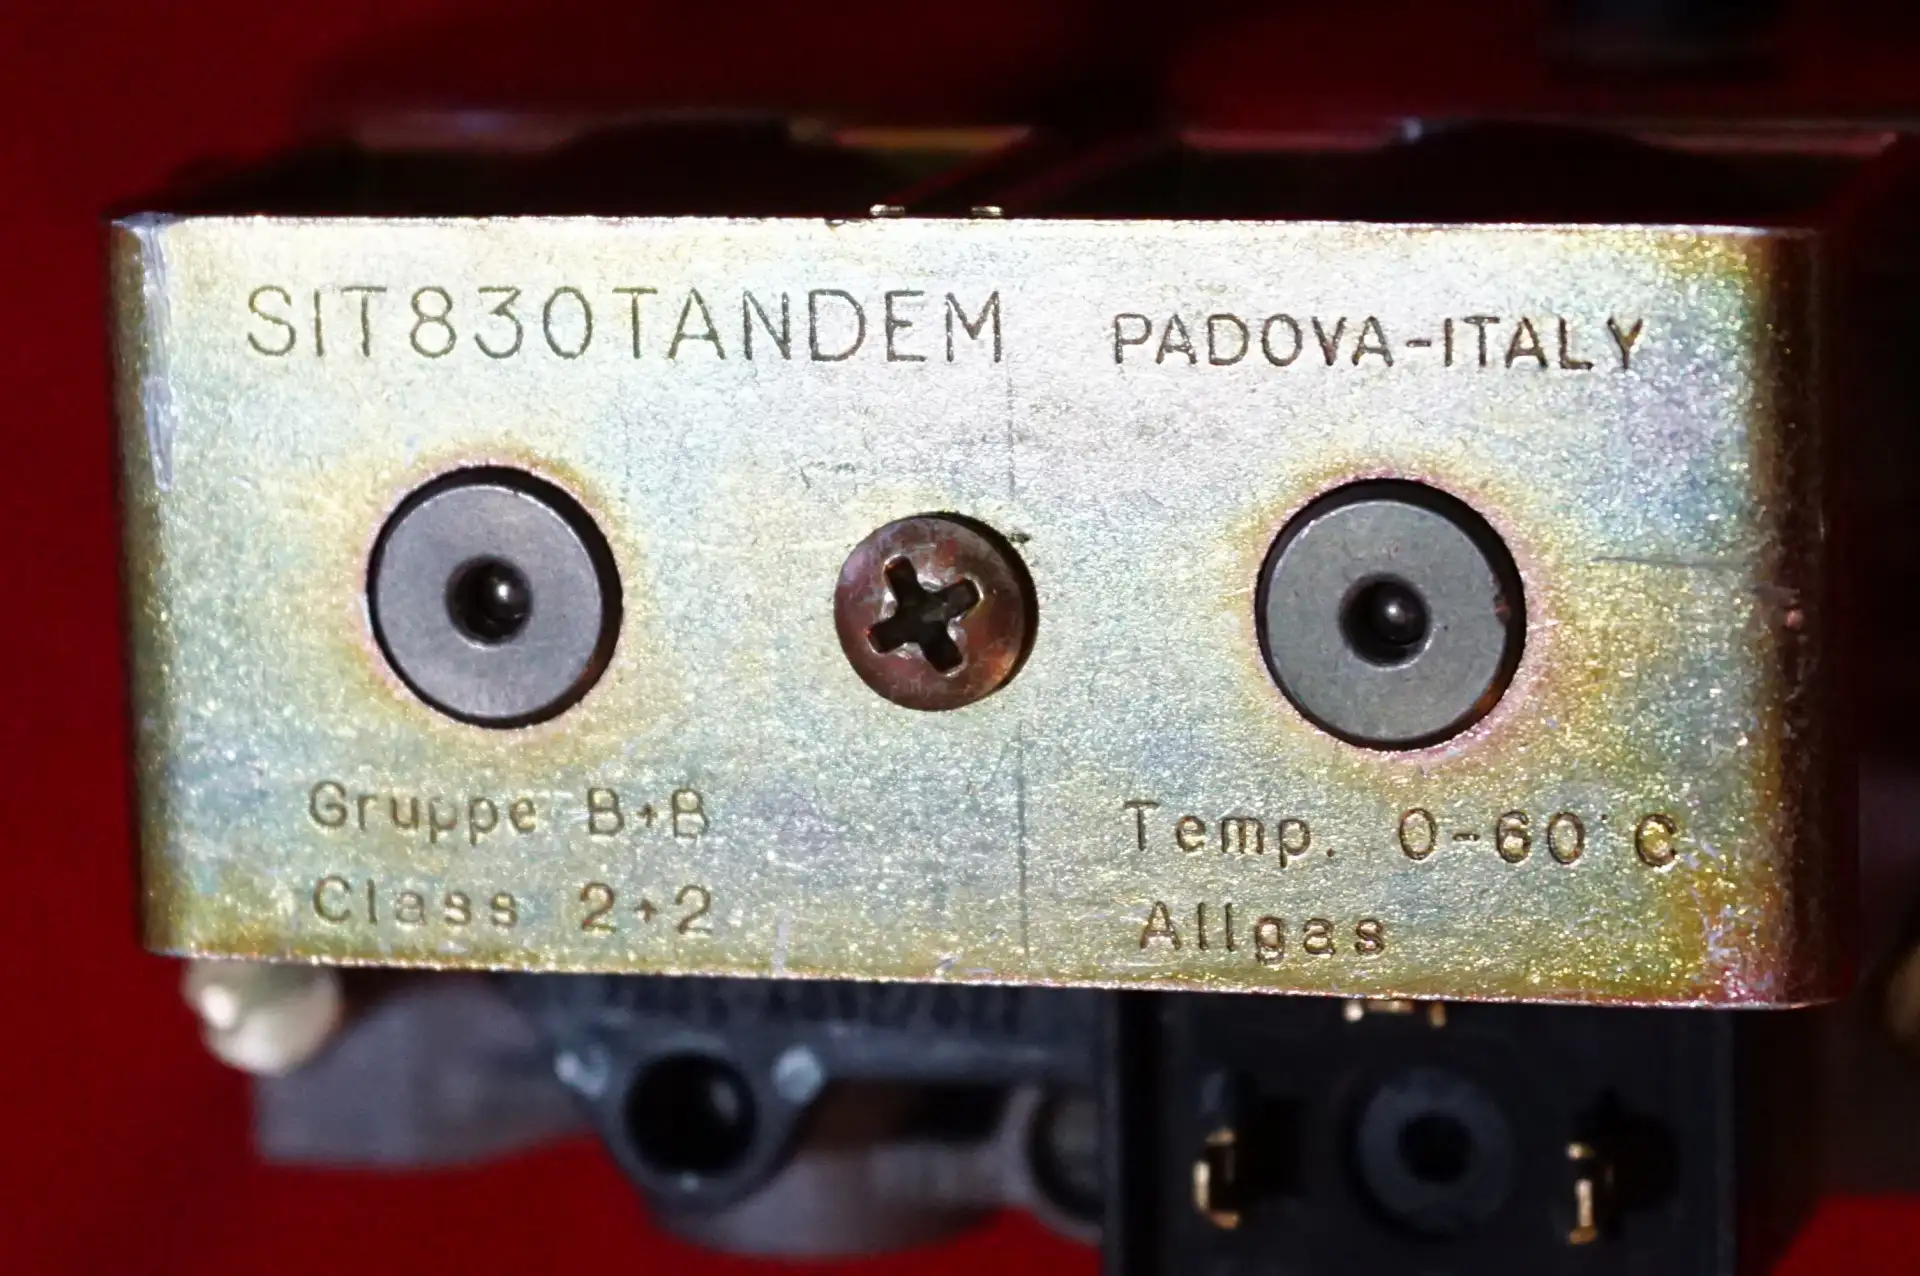 SIT830TANDEM PADOVA-ITALY
Gruppe B+B
Class 2+2
Temp. 0-60°C
Allgas